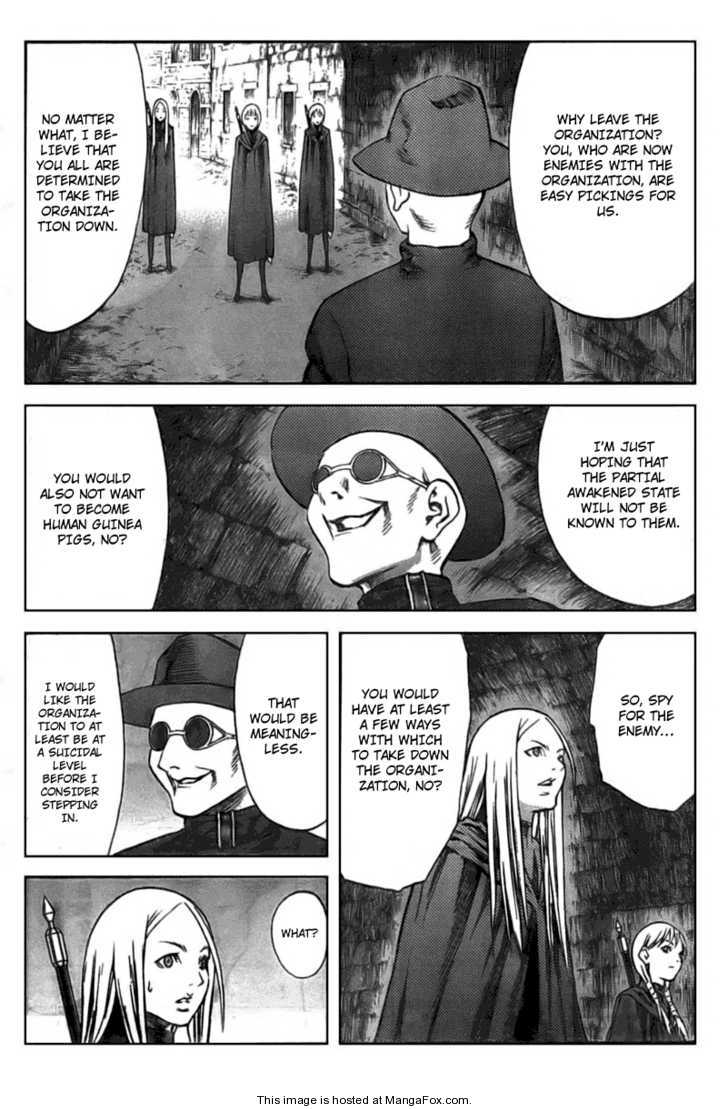 WHY LEAVE THE
ORGANIZATION?
YOU, WHO ARE NOW
ENEMIES WITH THE
ORGANIZATION, ARE
EASY PICKINGS FOR
US.
NO MATTER
WHAT, I BE-
LIEVE THAT
YOU ALL ARE
DETERMINED
TO TAKE THE
ORGANIZA-
TION DOWN.
I'M JUST
HOPING THAT
THE PARTIAL
AWAKENED STATE
WILL NOT BE
KNOWN TO THEM.
YOU WOULD
ALSO NOT WANT
TO BECOME
HUMAN GUINEA
PIGS, NO?
SO, SPY
FOR THE
ENEMY...
YOU WOULD
HAVE AT LEAST
A FEW WAYS
WITH WHICH
TO TAKE DOWN
THE ORGANI-
ZATION, NO?
THAT
WOULD BE
MEANING-
LESS.
I WOULD
LIKE THE
ORGANIZA-
TION TO AT
LEAST BE AT
A SUICIDAL
LEVEL
BEFORE I
CONSIDER
STEPPING
IN.
WHAT?
This image is hosted at MangaFox.com.